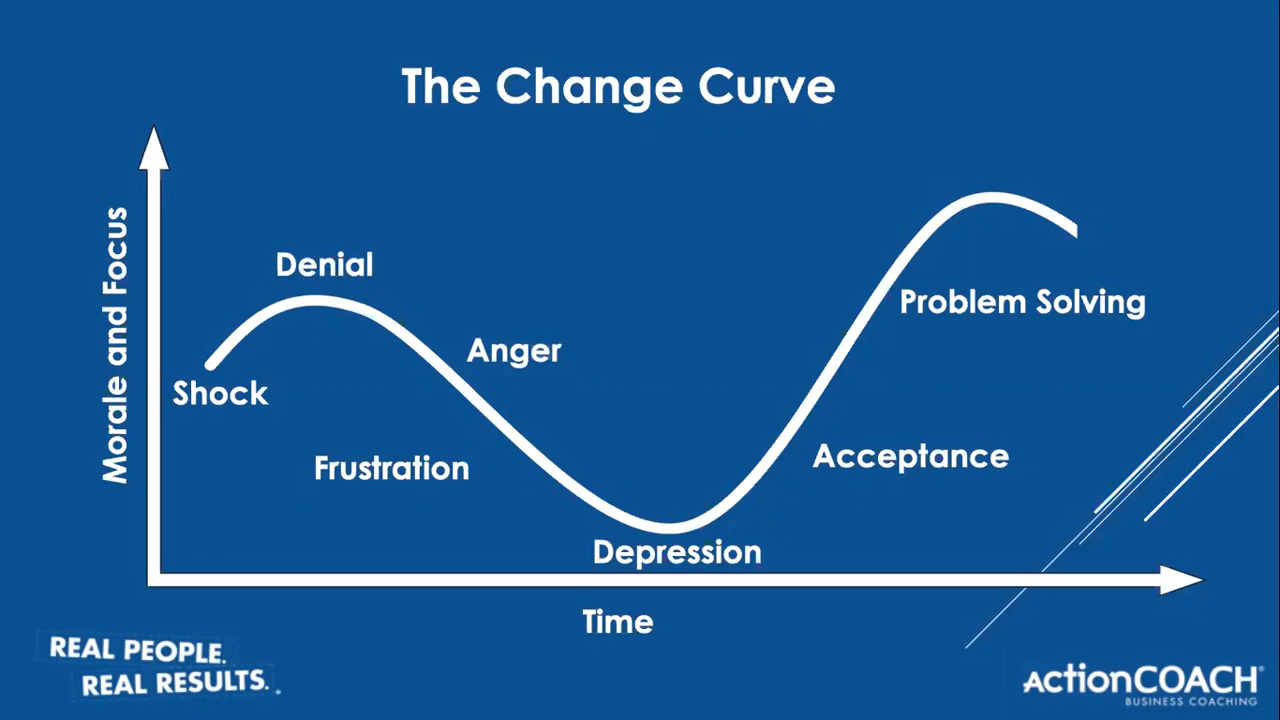 The Change Curve
Morale and Focus
Denial
Anger
Shock
Problem Solving
Frustration
Acceptance
Depression
Time
REAL PEOPLE.
REAL RESULTS.
ActionCOACH®
BUSINESS COACHING